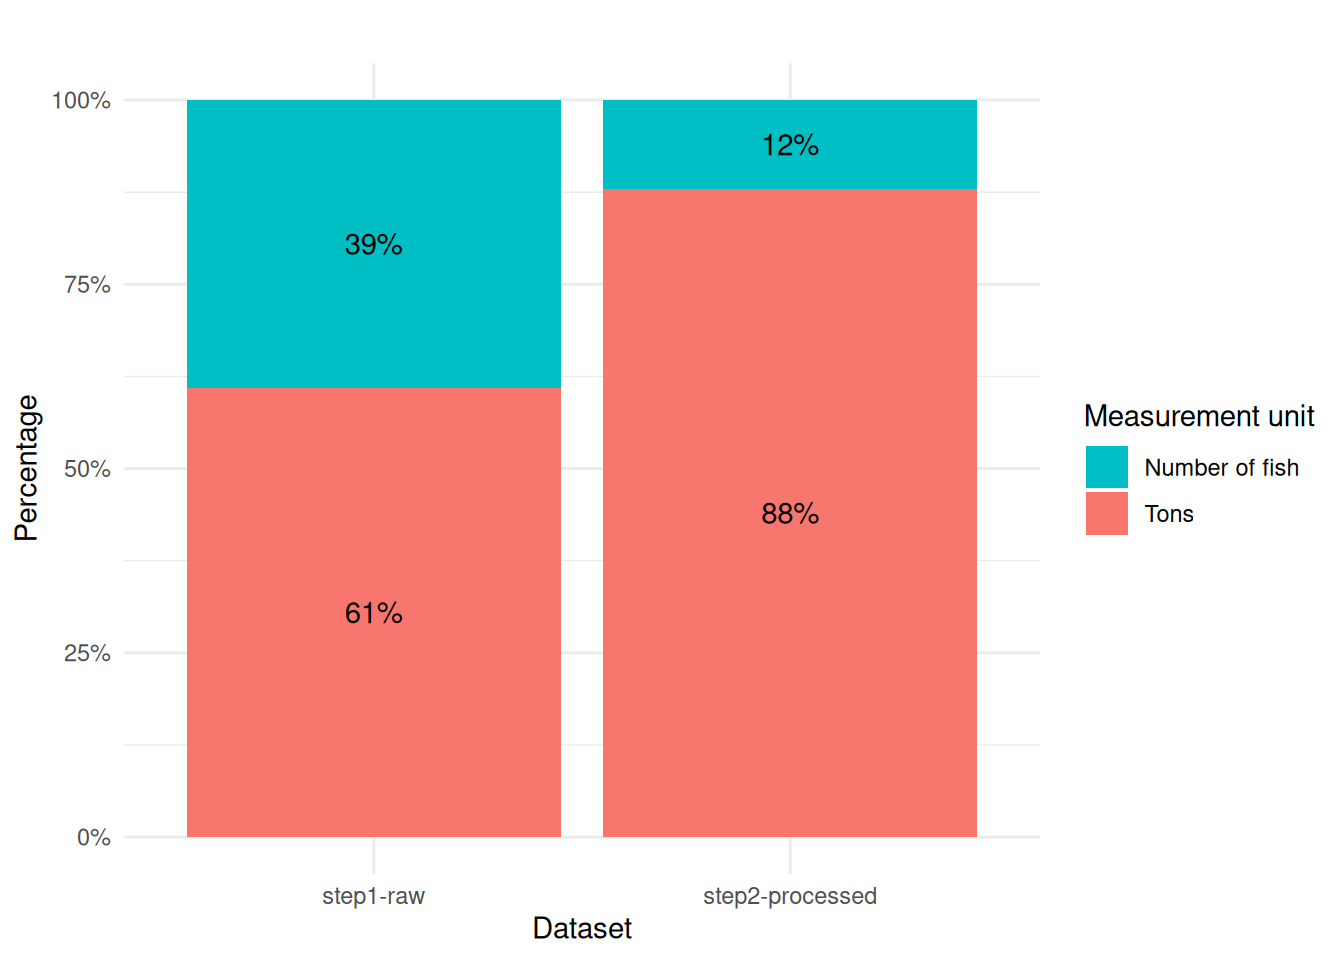 100%
75%
50%
25%
0%
Percentage
39%
61%
12%
88%
step1-raw
step2-processed
Dataset
Measurement unit
Number of fish
Tons